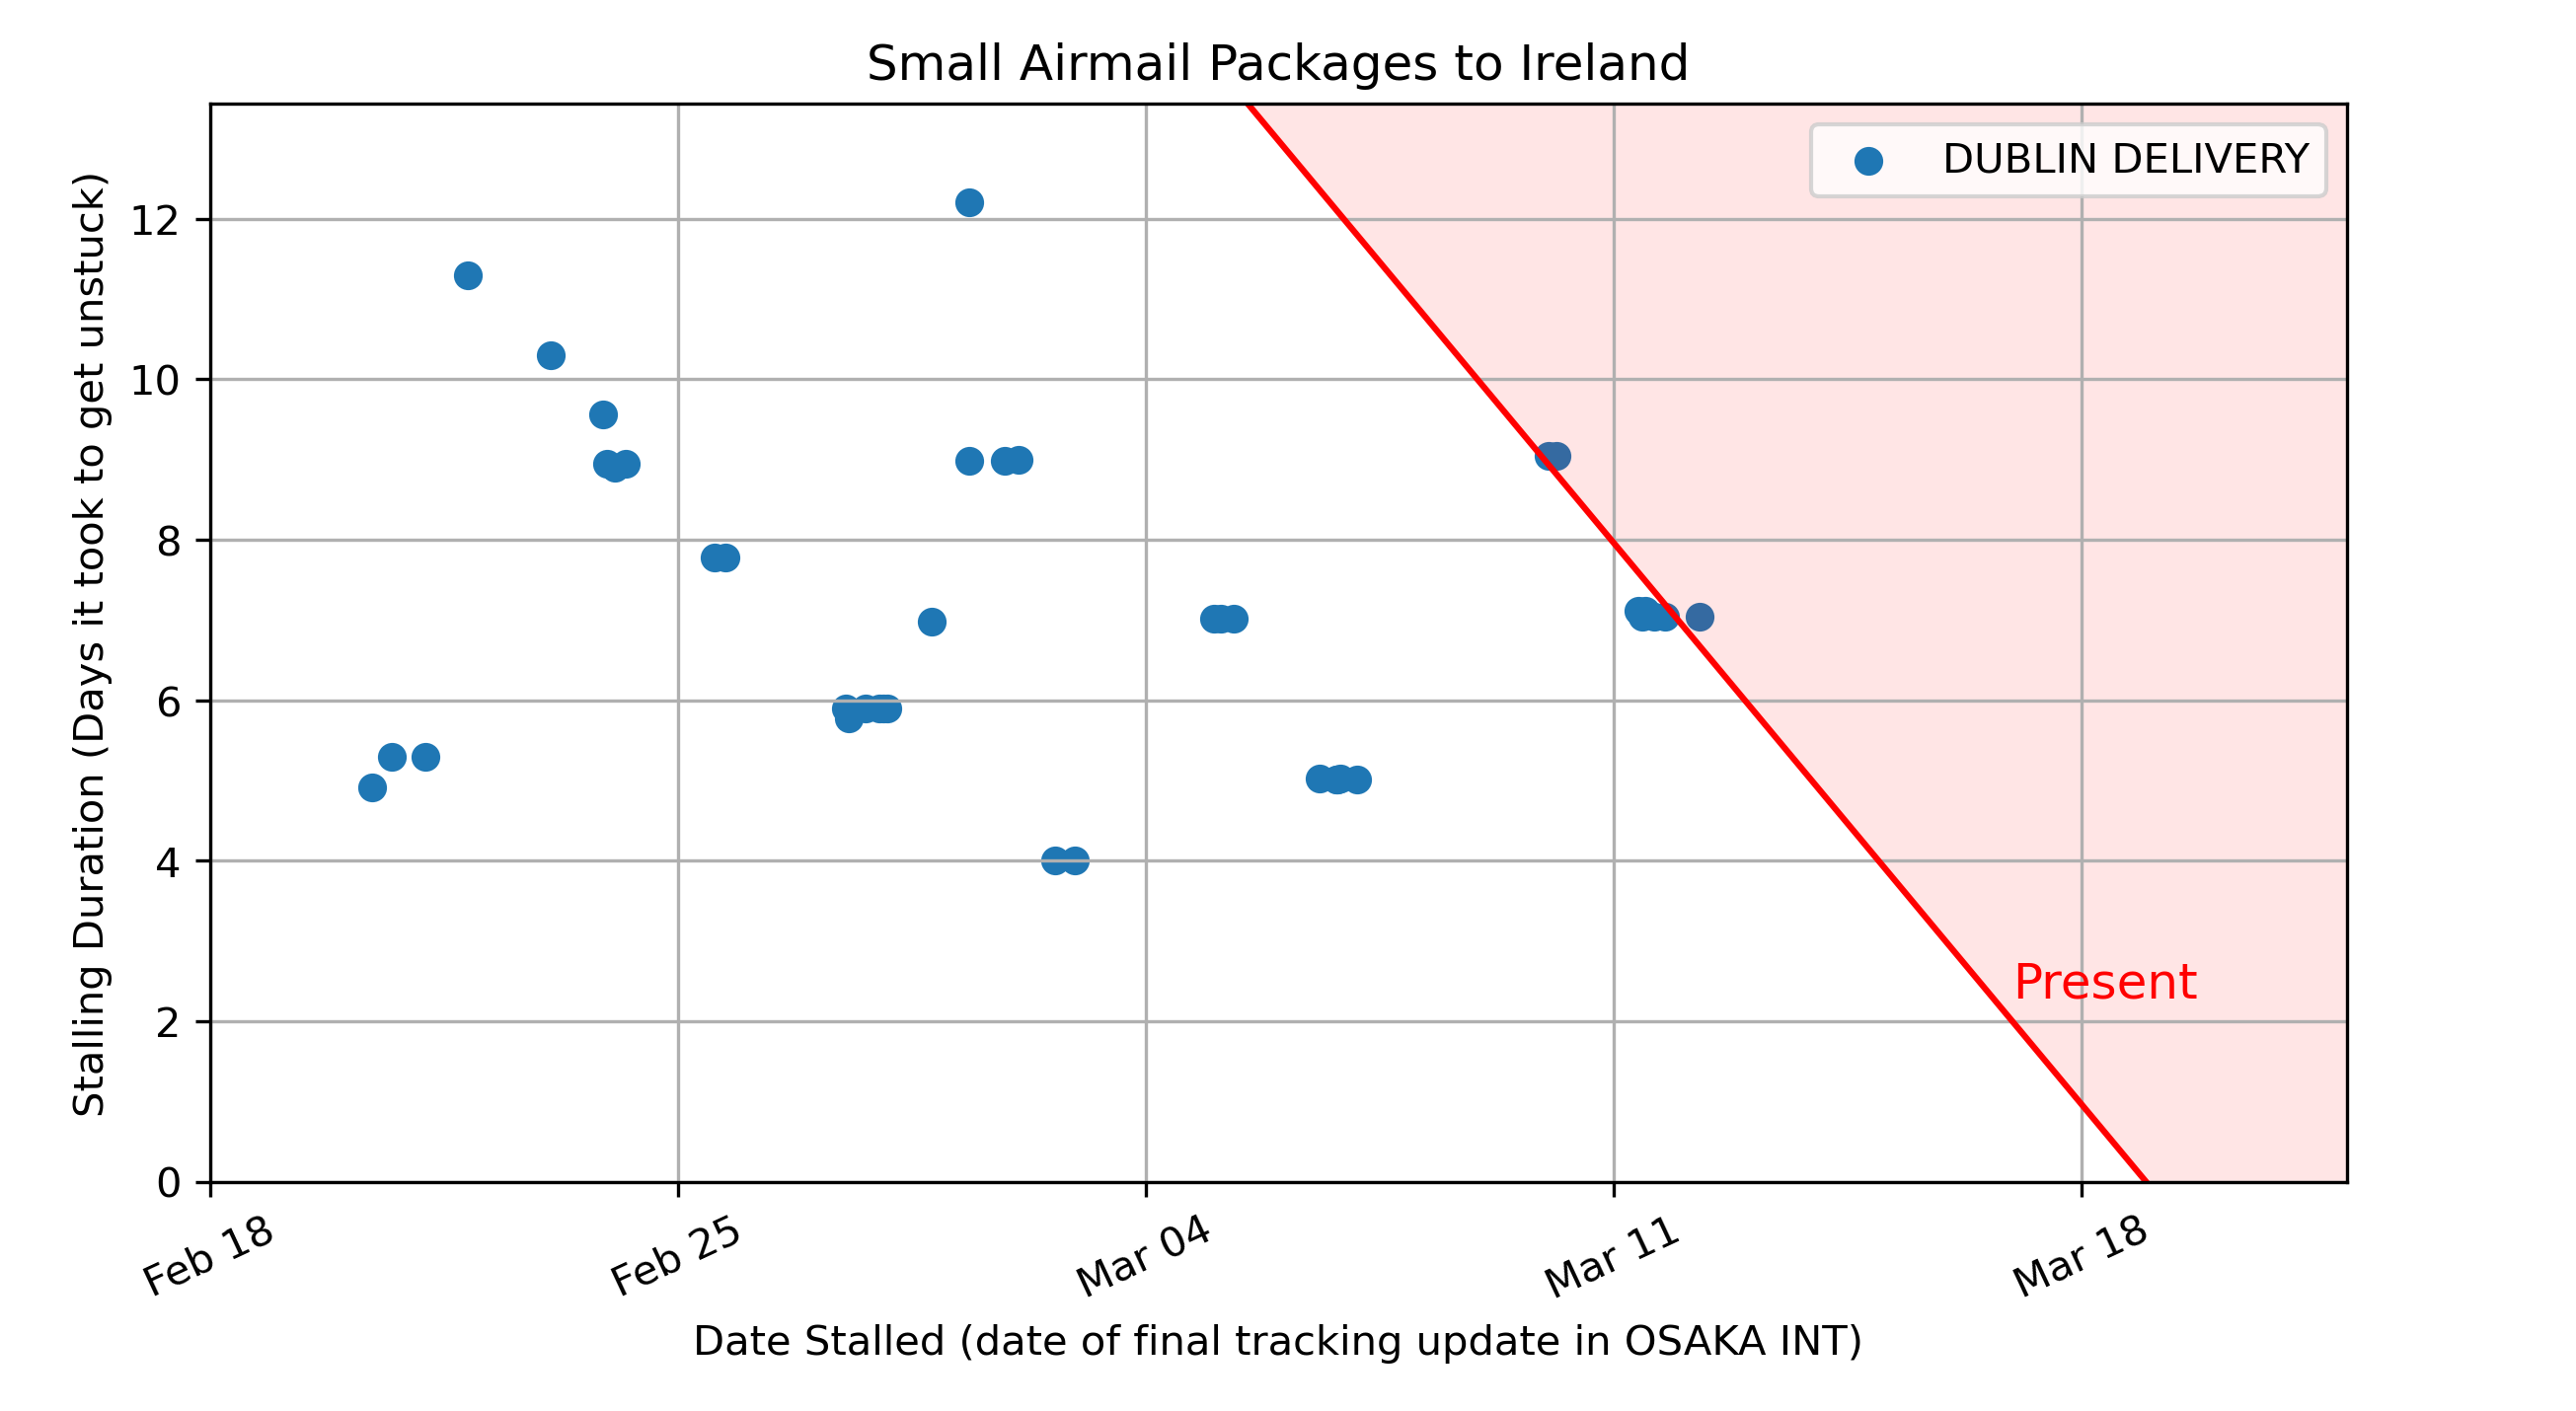 Small Airmail Packages to Ireland
DUBLIN DELIVERY
Stalling Duration (Days it took to get unstuck)
12
10
8
6
4
2
0
Present
Feb 18
Feb 25
Mar 04
Mar 11
Mar 18
Date Stalled (date of final tracking update in OSAKA INT)